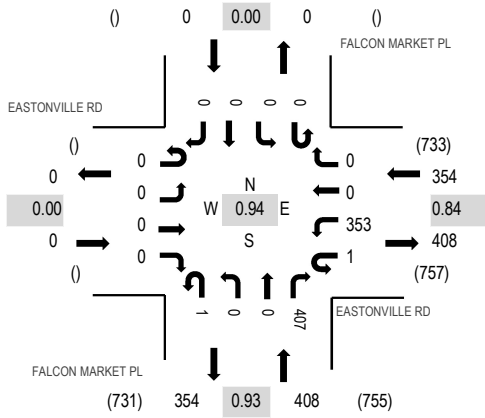 () 0 0.00 0 ()
FALCON MARKET PL
EASTONVILLE RD
0 0 0 0
() 0 0 (733)
0 0 N 0 354
0.00 0 W 0.94 E 353 0.84
0 0 S 1 408
() (757)
1 0 0 407
EASTONVILLE RD
FALCON MARKET PL
(731) 354 0.93 408 (755)